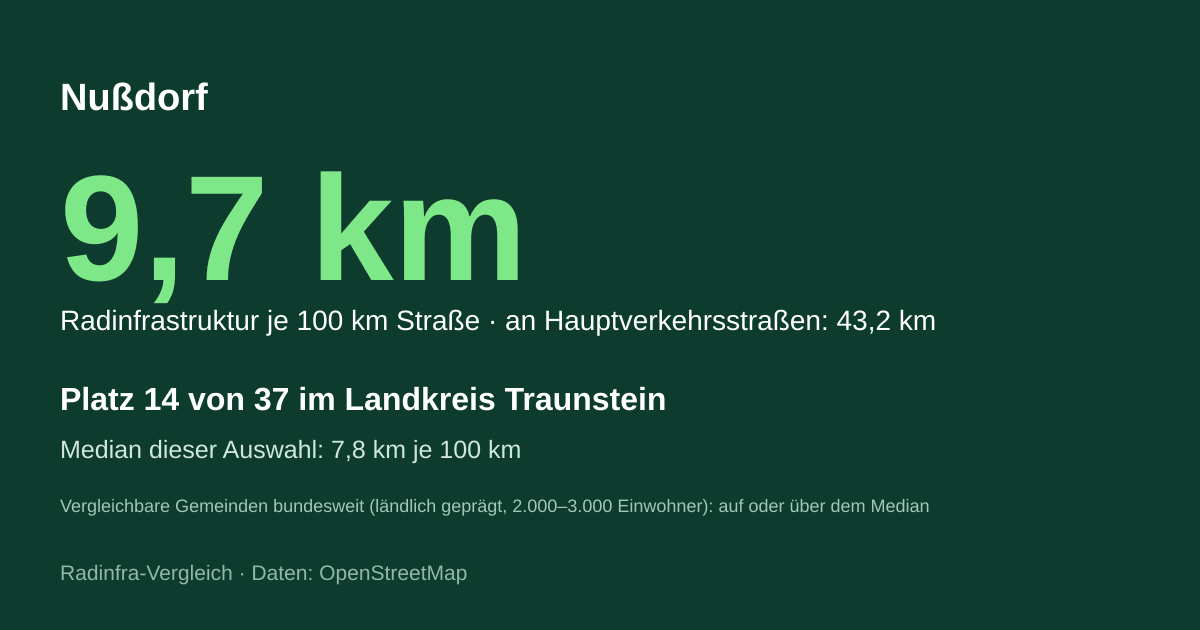 Nußdorf
9,7 km
Radinfrastruktur je 100 km Straße · an Hauptverkehrsstraßen: 43,2 km
Platz 14 von 37 im Landkreis Traunstein
Median dieser Auswahl: 7,8 km je 100 km
Vergleichbare Gemeinden bundesweit (ländlich geprägt, 2.000–3.000 Einwohner): auf oder über dem Median
Radinfra-Vergleich · Daten: OpenStreetMap